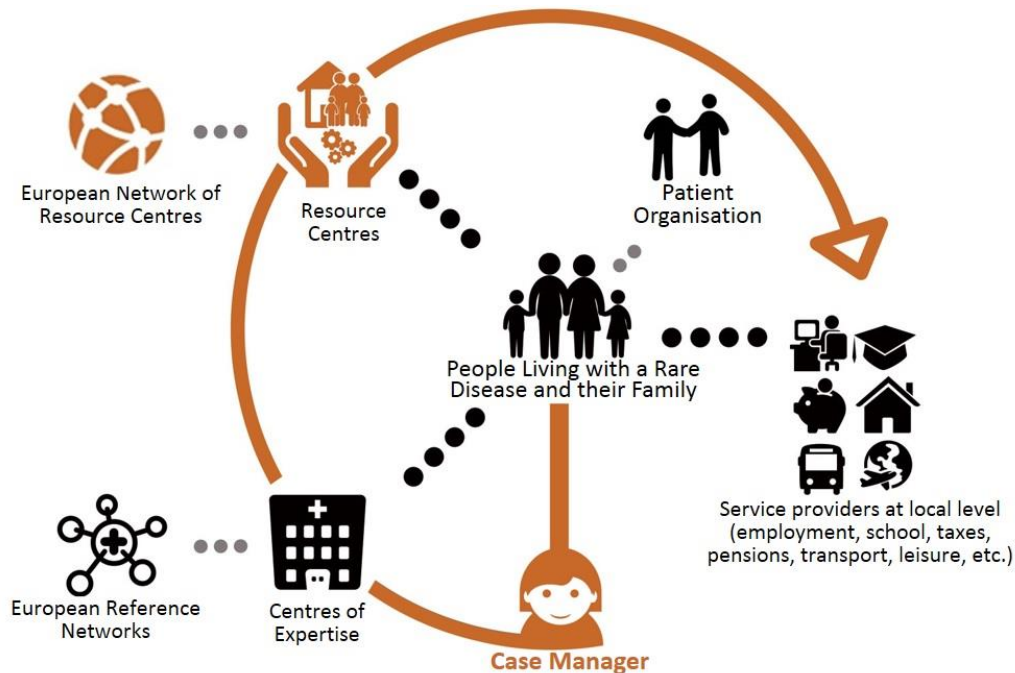 European Network of
Resource Centres
Resource
Centres
Patient
Organisation
People Living with a Rare
Disease and their Family
Service providers at local level
(employment, school, taxes,
pensions, transport, leisure, etc.)
European Reference
Networks
Centres of
Expertise
Case Manager